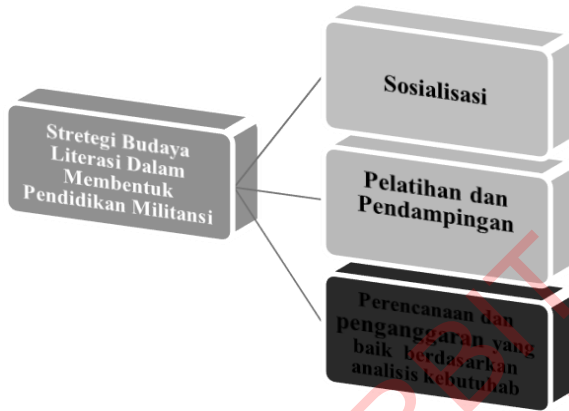 Stretegi Budaya
Literasi Dalam
Membentuk
Pendidikan Militansi
Sosialisasi
Pelatihan dan
Pendampingan
Perencanaan dan
penganggaran yang
baik berdasarkan
analisis kebutuhab
PBIT